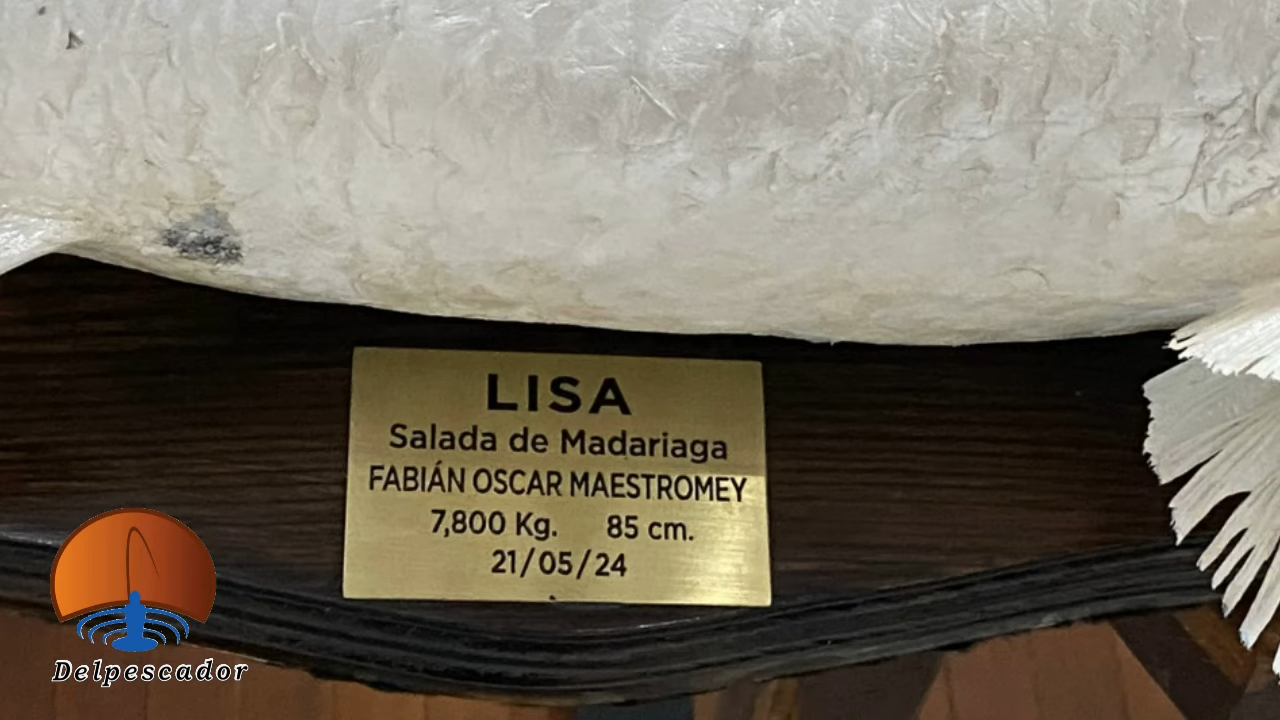 LISA
Salada de Madariaga
FABIÁN OSCAR MAESTROMEY
7,800 Kg. 85 cm.
21/05/24
Delpescador